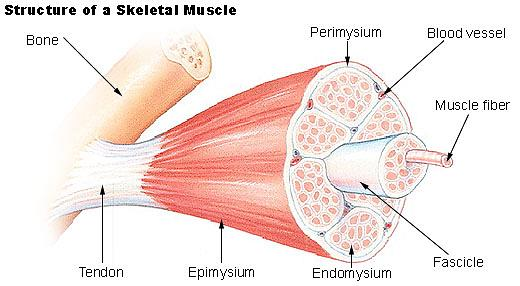 Structure of a Skeletal Muscle
Perimysium
Blood vessel
Bone
Muscle fiber
Fascicle
Tendon
Epimysium
Endomysium